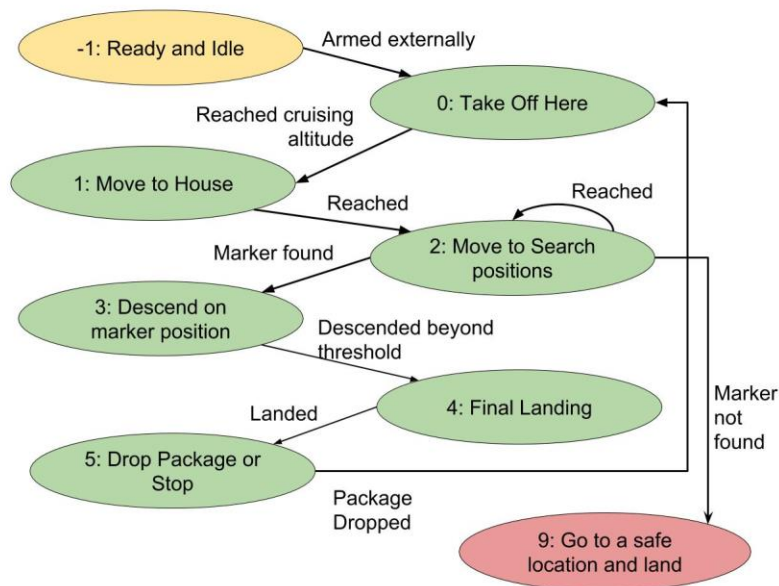 -1: Ready and Idle
Armed externally
0: Take Off Here
Reached cruising
altitude
1: Move to House
Reached
Reached
2: Move to Search
positions
Marker found
3: Descend on
marker position
Descended beyond
threshold
4: Final Landing
Marker
not
found
Landed
5: Drop Package or
Stop
Package
Dropped
9: Go to a safe
location and land